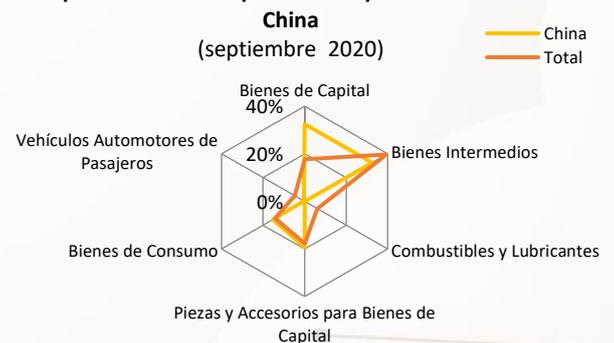 China
(septiembre 2020)
China
Total
Bienes de Capital
40%
Vehículos Automotores de
Pasajeros
20%
Bienes Intermedios
0%
Bienes de Consumo
Combustibles y Lubricantes
Piezas y Accesorios para Bienes de
Capital